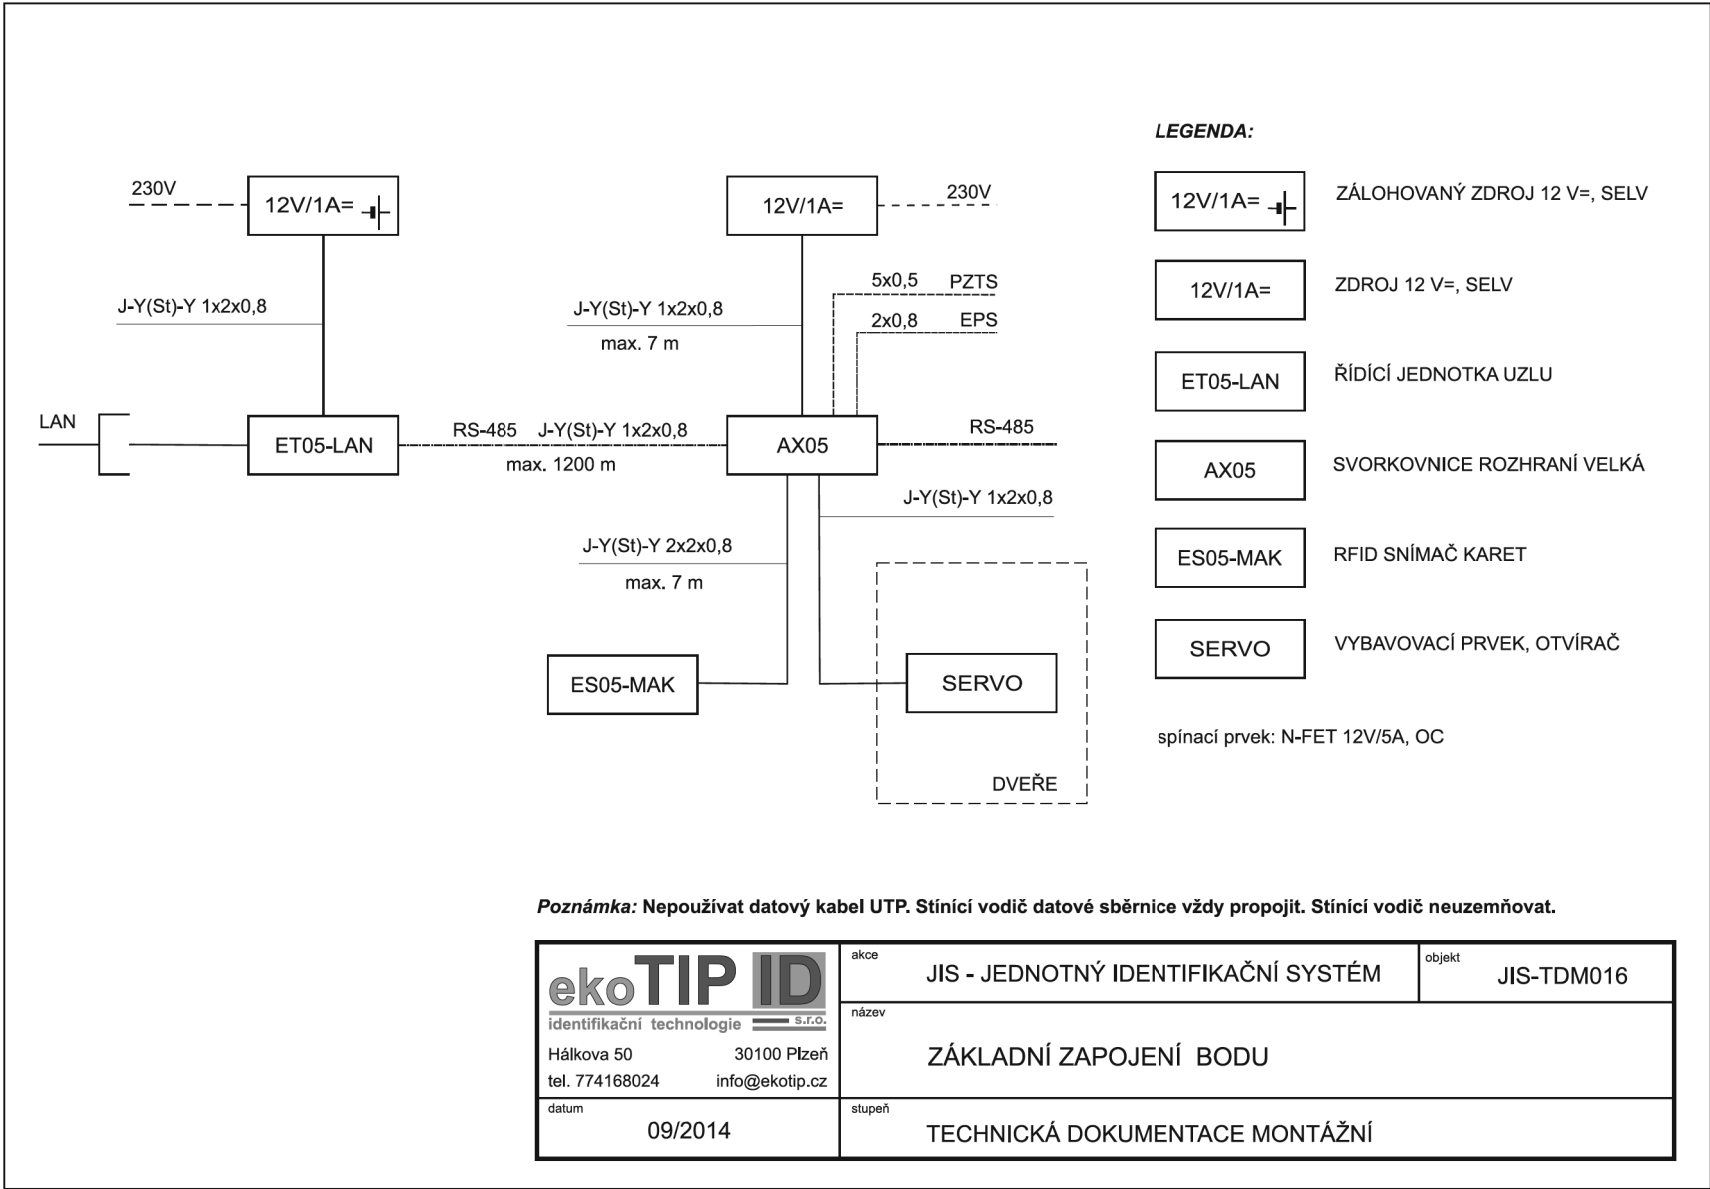 LEGENDA:
230V
12V/1A=
12V/1A=
230V
12V/1A=
ZÁLOHOVANÝ ZDROJ 12 V=, SELV
J-Y(St)-Y 1x2x0,8
J-Y(St)-Y 1x2x0,8
max. 7 m
5x0,5 PZTS
2x0,8 EPS
12V/1A=
ZDROJ 12 V=, SELV
ET05-LAN
ŘÍDÍCÍ JEDNOTKA UZLU
LAN
ET05-LAN
RS-485 J-Y(St)-Y 1x2x0,8
max. 1200 m
AX05
RS-485
AX05
SVORKOVNICE ROZHRANÍ VELKÁ
J-Y(St)-Y 1x2x0,8
J-Y(St)-Y 2x2x0,8
max. 7 m
ES05-MAK
RFID SNÍMAČ KARET
ES05-MAK
SERVO
DVEŘE
SERVO
VYBAVOVACÍ PRVEK, OTVÍRAČ
spínací prvek: N-FET 12V/5A, OC
Poznámka: Nepoužívat datový kabel UTP. Stínící vodič datové sběrnice vždy propojit. Stínící vodič neuzemňovat.
ekoTIP ID
identifikační technologie s.r.o.
Hálkova 50 30100 Plzeň
tel. 774168024 info@ekotip.cz
datum
09/2014
akce
JIS - JEDNOTNÝ IDENTIFIKAČNÍ SYSTÉM
objekt
JIS-TDM016
název
ZÁKLADNÍ ZAPOJENÍ BODU
stupeň
TECHNICKÁ DOKUMENTACE MONTÁŽNÍ